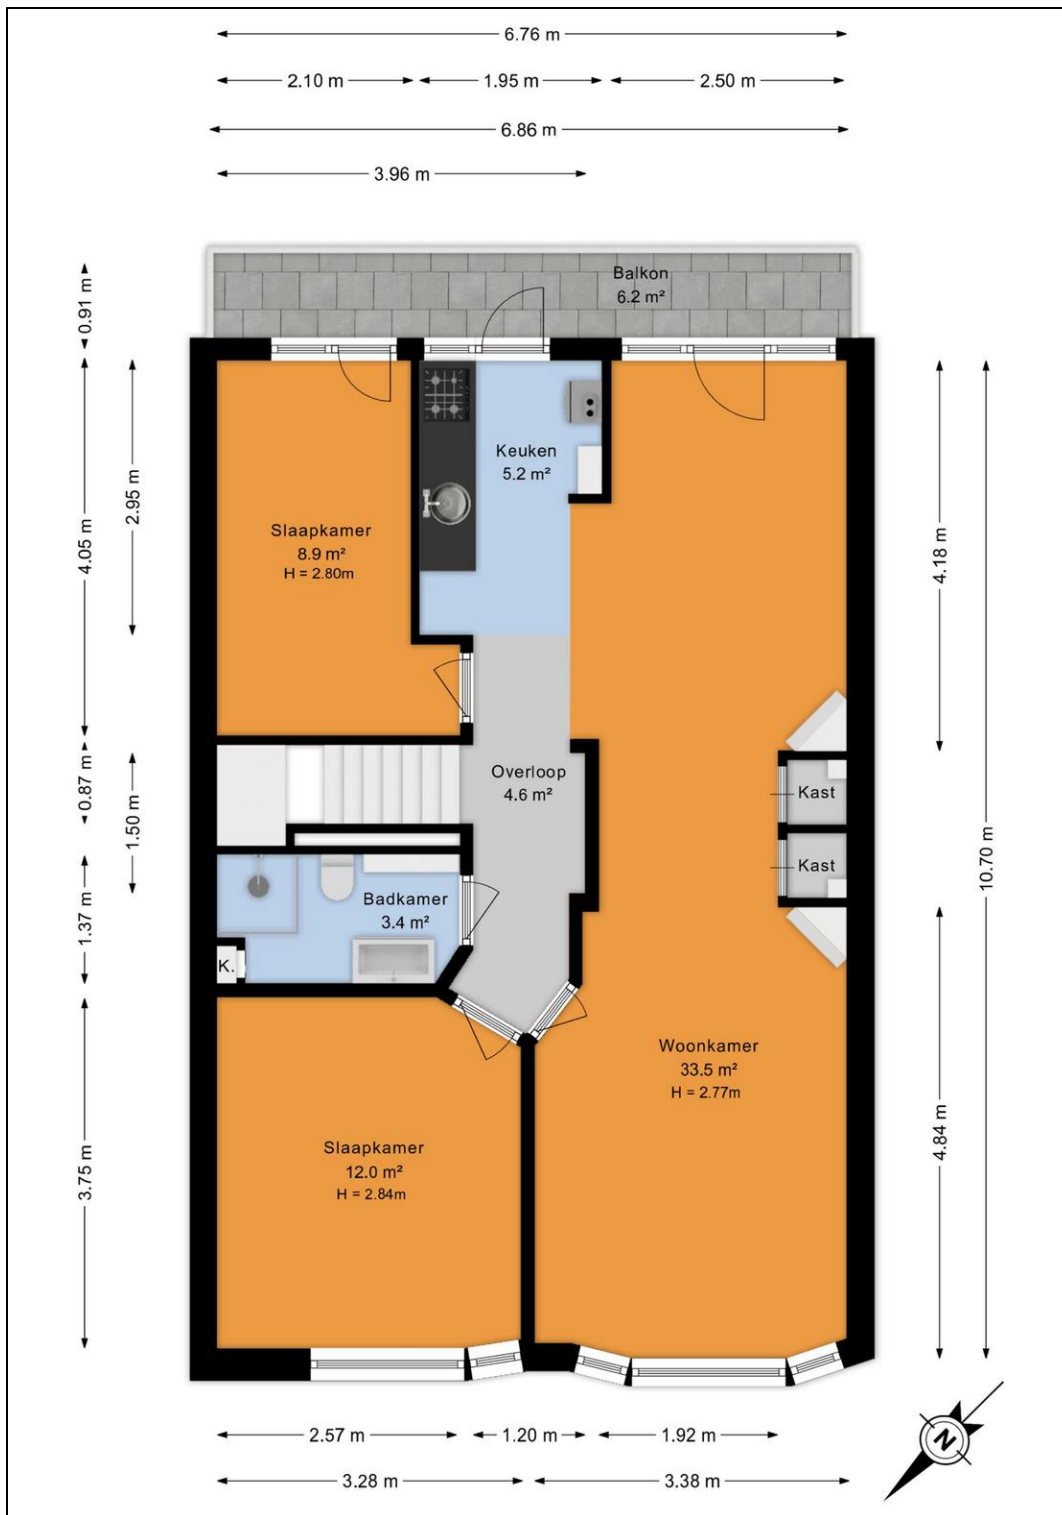 6.76 m
2.10 m
1.95 m
2.50 m
6.86 m
3.96 m
Balkon
6.2 m²
0.91 m
Keuken
5.2 m²
2.95 m
4.05 m
Slaapkamer
8.9 m²
H = 2.80m
4.18 m
Overloop
4.6 m²
0.87 m
1.50 m
Kast
Kast
10.70 m
Badkamer
3.4 m²
1.37 m
K.
Woonkamer
33.5 m²
H = 2.77m
Slaapkamer
12.0 m²
H = 2.84m
3.75 m
4.84 m
2.57 m
1.20 m
1.92 m
3.28 m
3.38 m
N